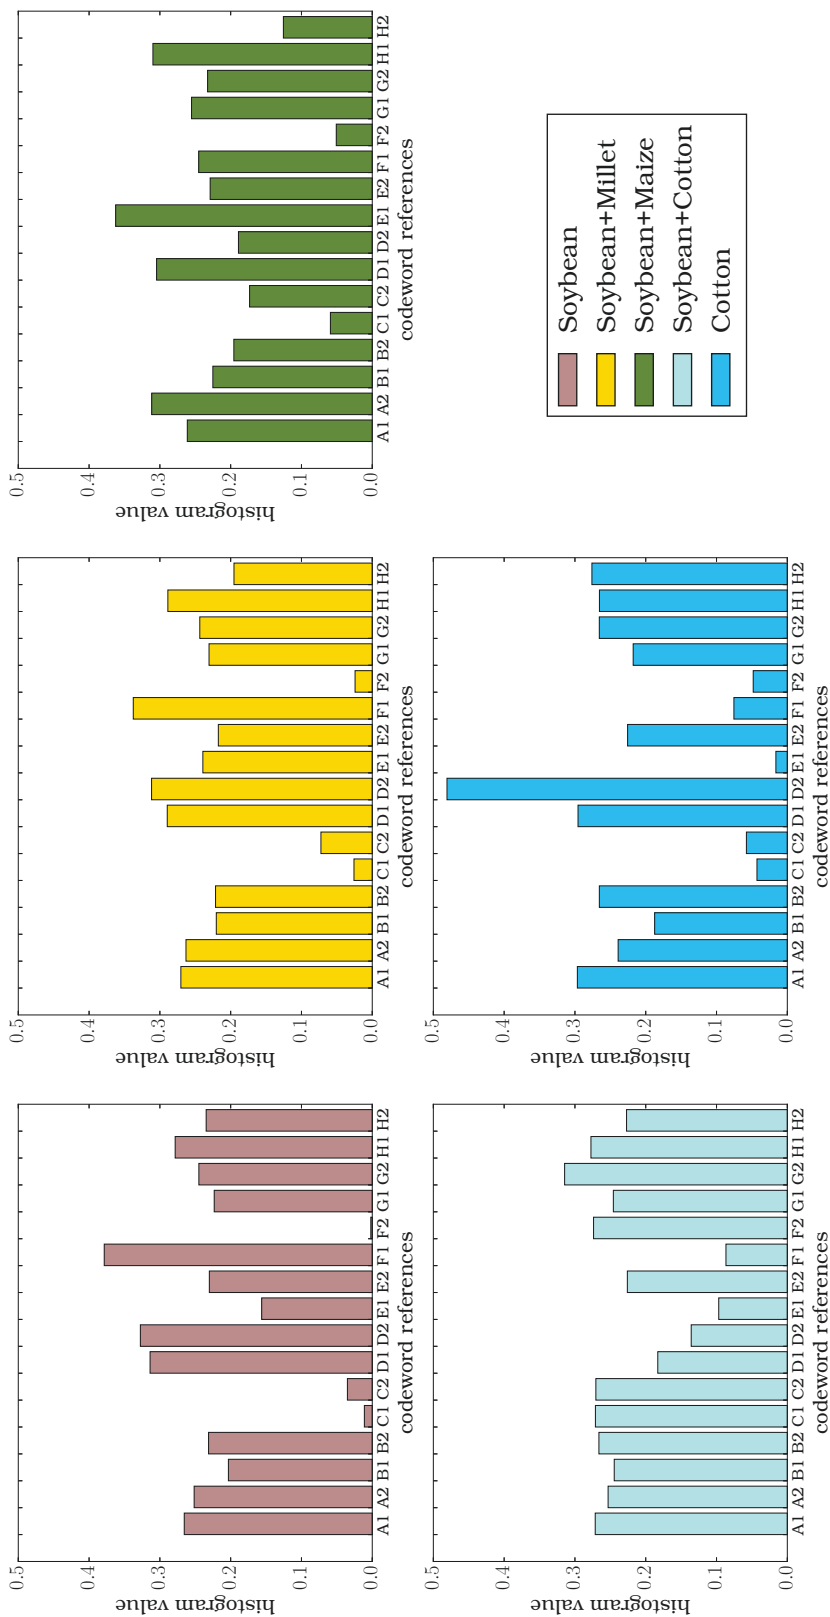 0.5
0.4
0.3
0.2
0.1
0.0
histogram value
A1 A2 B1 B2 C1 C2 D1 D2 E1 E2 F1 F2 G1 G2 H1 H2
codeword references
0.5
0.4
0.3
0.2
0.1
0.0
histogram value
A1 A2 B1 B2 C1 C2 D1 D2 E1 E2 F1 F2 G1 G2 H1 H2
codeword references
0.5
0.4
0.3
0.2
0.1
0.0
histogram value
A1 A2 B1 B2 C1 C2 D1 D2 E1 E2 F1 F2 G1 G2 H1 H2
codeword references
0.5
0.4
0.3
0.2
0.1
0.0
histogram value
A1 A2 B1 B2 C1 C2 D1 D2 E1 E2 F1 F2 G1 G2 H1 H2
codeword references
0.5
0.4
0.3
0.2
0.1
0.0
histogram value
A1 A2 B1 B2 C1 C2 D1 D2 E1 E2 F1 F2 G1 G2 H1 H2
codeword references
Soybean
Soybean+Millet
Soybean+Maize
Soybean+Cotton
Cotton